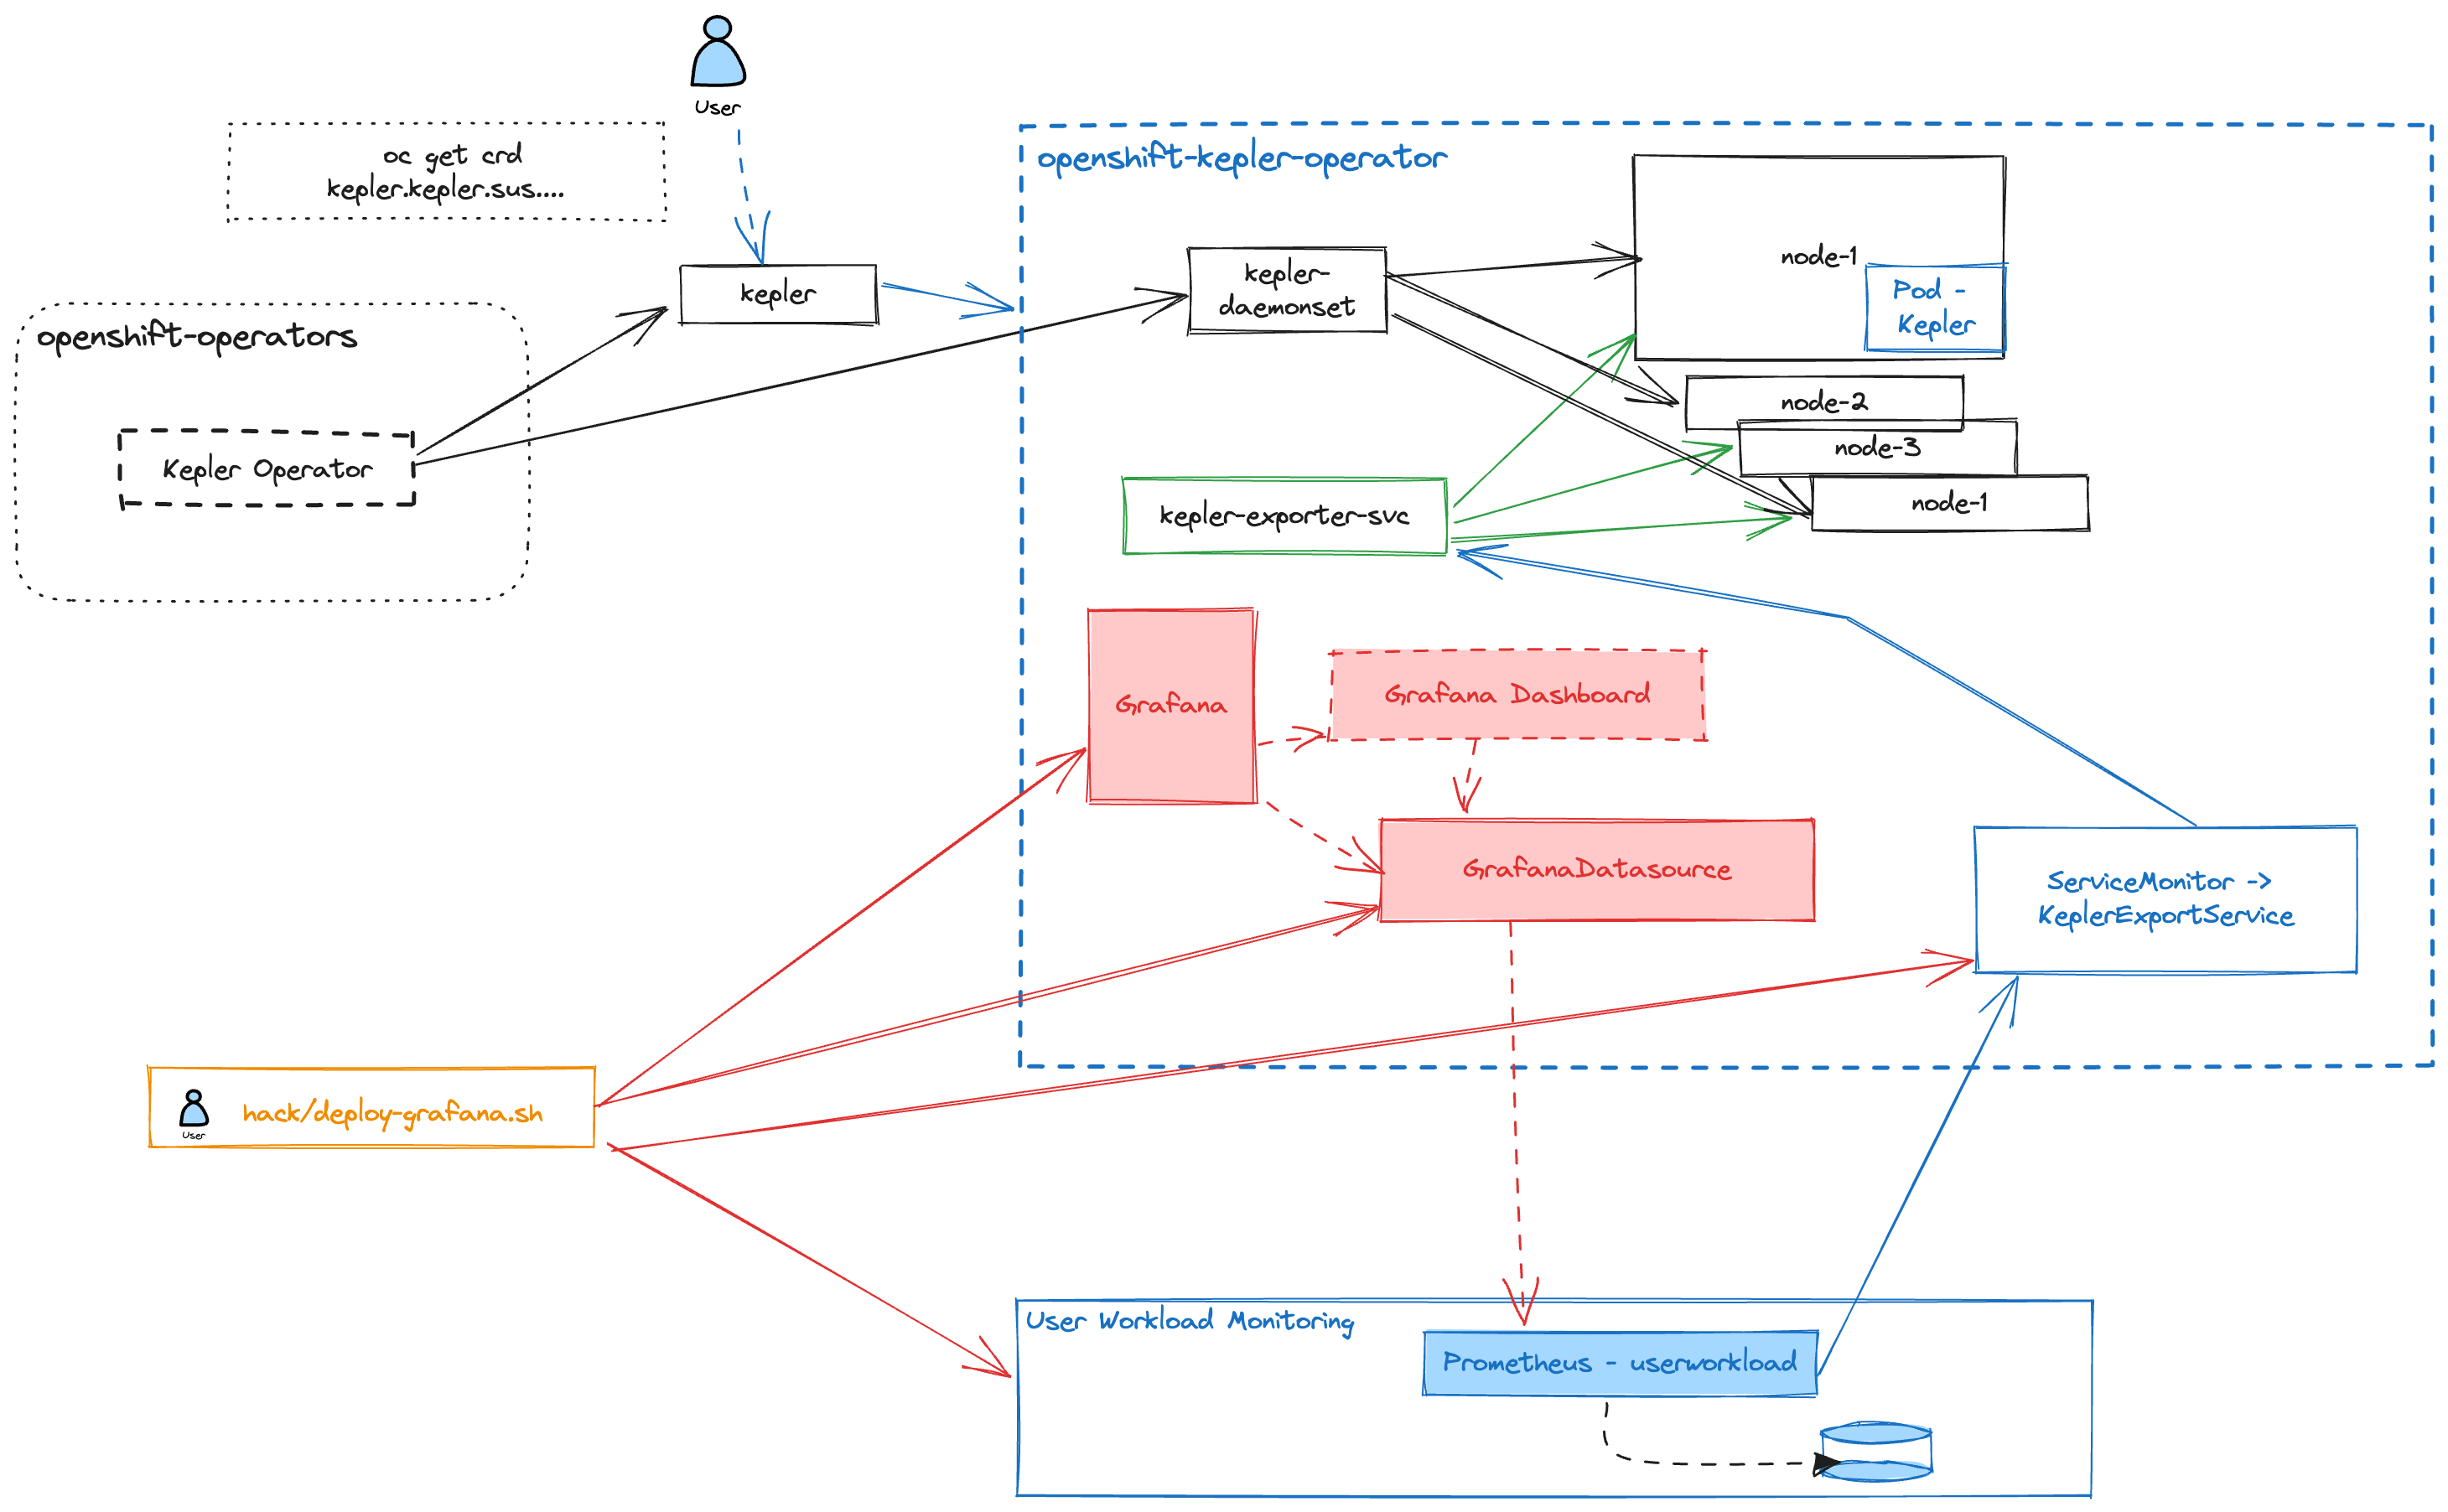 User
oc get crd
kepler.kepler.sus....
openshift-kepler-operator
kepler
openshift-operators
Kepler Operator
kepler-
daemonset
node-1
Pod -
Kepler
node-2
node-3
node-1
kepler-exporter-svc
Grafana
Grafana Dashboard
GrafanaDatasource
ServiceMonitor ->
KeplerExportService
User
hack/deploy-grafana.sh
User Workload Monitoring
Prometheus - userworkload